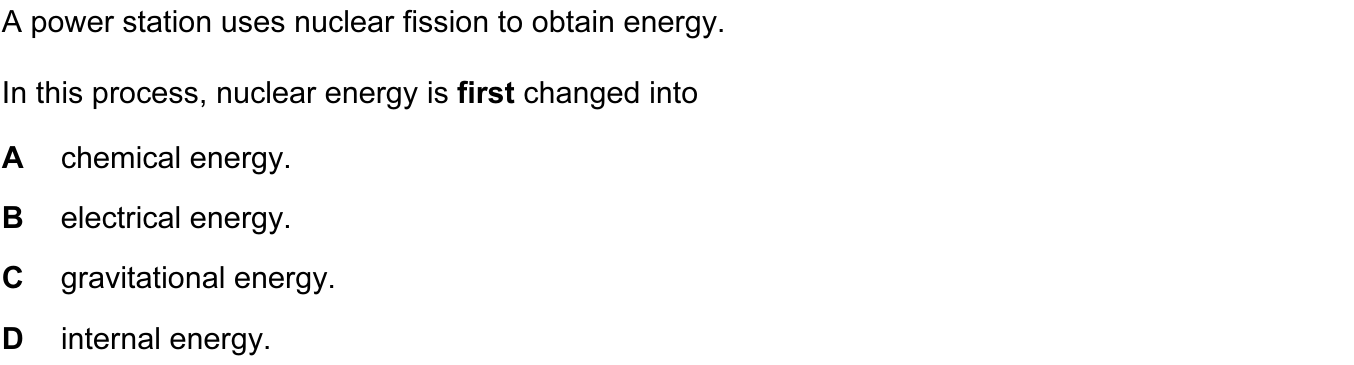 A power station uses nuclear fission to obtain energy.
In this process, nuclear energy is first changed into
A chemical energy.
B electrical energy.
C gravitational energy.
D internal energy.